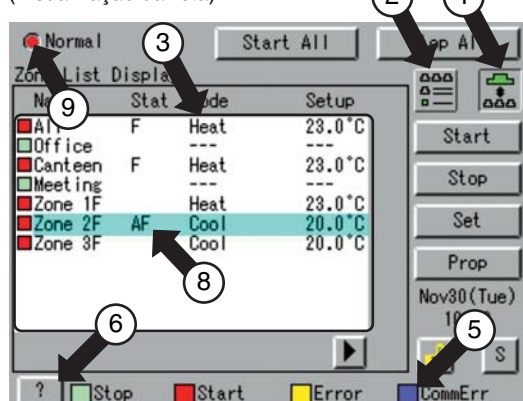 2 1
Normal 3 Start All
Zone List Display
9 Stat Mode Setup
All F Heat 23.0°C
Office --- ---
Canteen F Heat 23.0°C
Meeting --- ---
Zone 1F Heat 23.0°C
Zone 2F AF Cool 20.0°C
Zone 3F Cool 20.0°C
8
Start
Stop
Set
Prop
Nov30(Tue)
6 5
S
? Stop Start Error CommErr